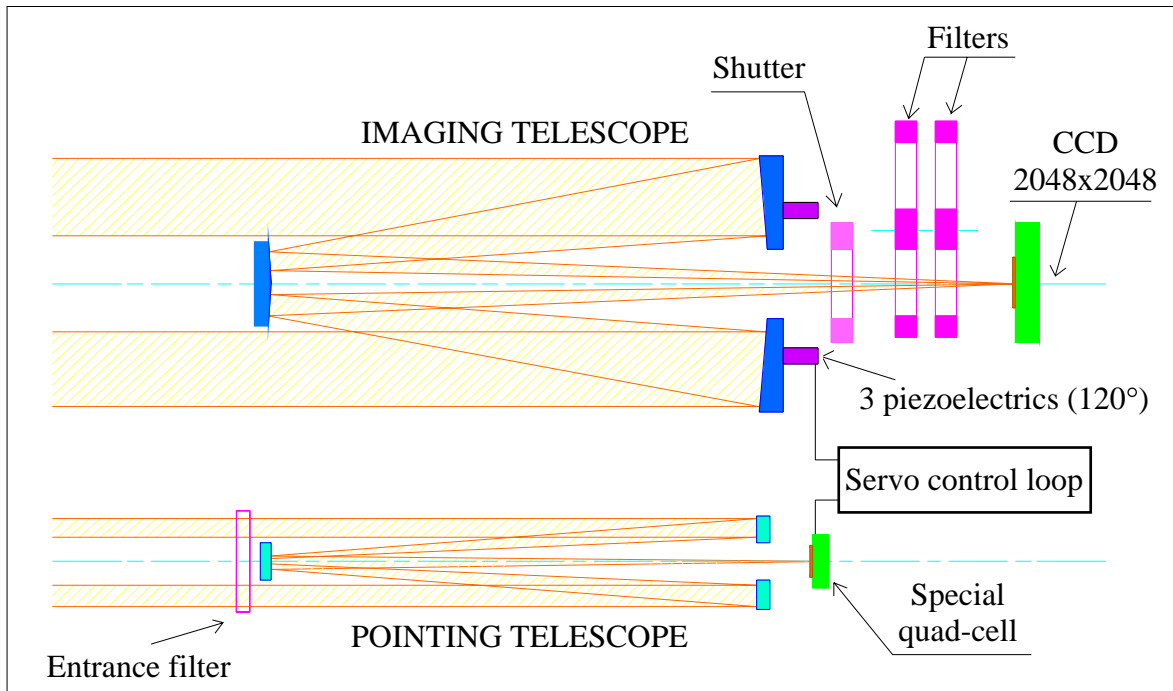 Filters
Shutter
IMAGING TELESCOPE
CCD
2048x2048
3 piezoelectrics (120°)
Servo control loop
Special
quad-cell
POINTING TELESCOPE
Entrance filter